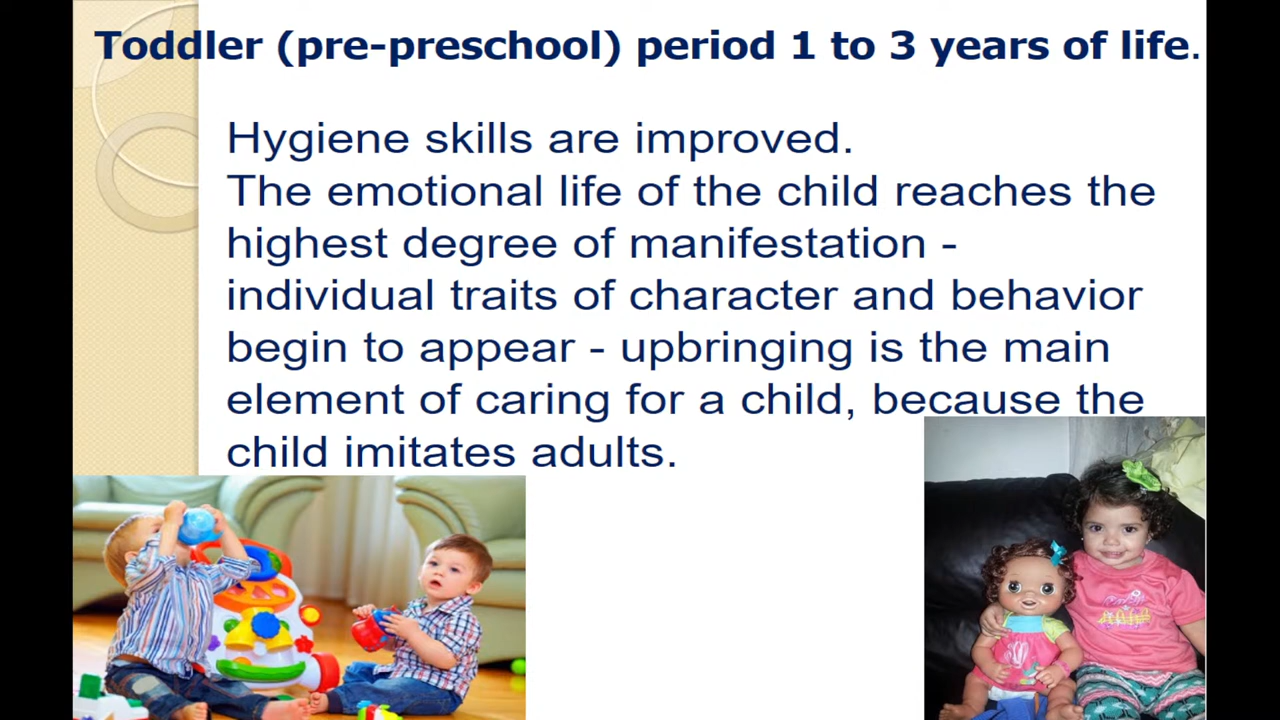 Toddler (pre-preschool) period 1 to 3 years of life.
Hygiene skills are improved.
The emotional life of the child reaches the
highest degree of manifestation -
individual traits of character and behavior
begin to appear - upbringing is the main
element of caring for a child, because the
child imitates adults.